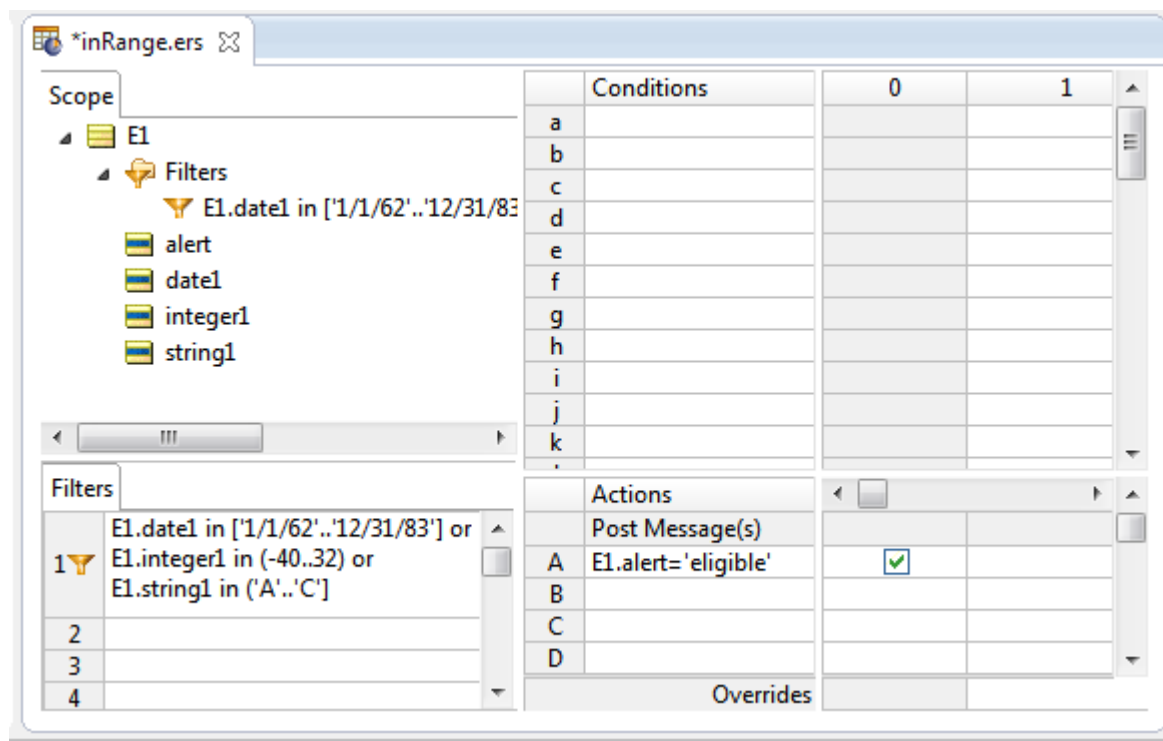 *inRange.ers
Scope
E1
Filters
E1.date1 in ['1/1/62'..'12/31/83
alert
date1
integer1
string1
Conditions 0 1
a
b
c
d
e
f
g
h
i
j
k
Filters
1 E1.date1 in ['1/1/62'..'12/31/83'] or
E1.integer1 in (-40..32) or
E1.string1 in ('A'..'C']
2
3
4
Actions
Post Message(s)
A E1.alert='eligible'
B
C
D
Overrides